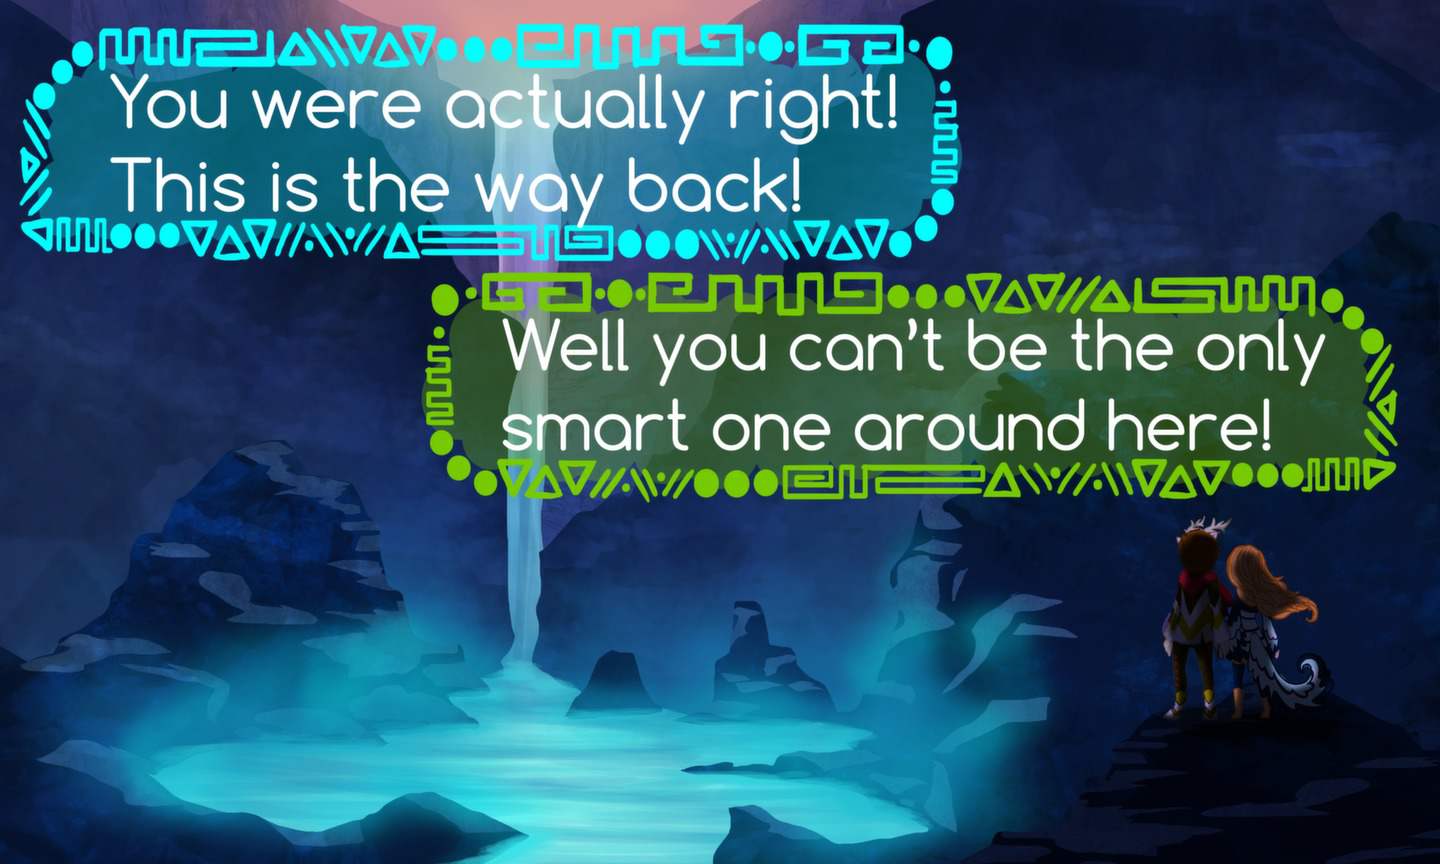 You were actually right!
This is the way back!
Well you can’t be the only
smart one around here!